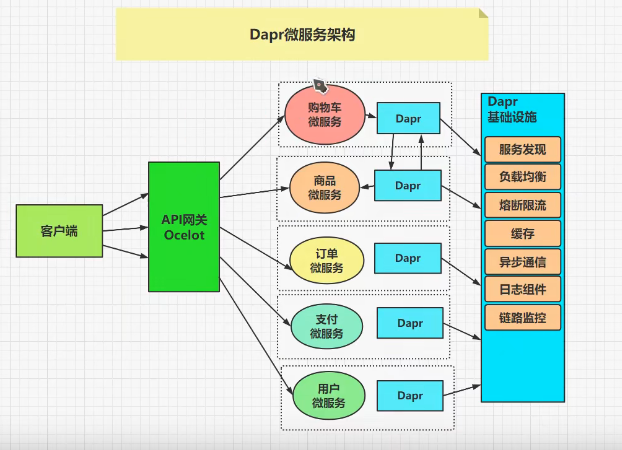 Dapr微服务架构
客户端
API网关
Ocelot
购物车
微服务
Dapr
商品
微服务
Dapr
订单
微服务
Dapr
支付
微服务
Dapr
用户
微服务
Dapr
Dapr
基础设施
服务发现
负载均衡
熔断限流
缓存
异步通信
日志组件
链路监控